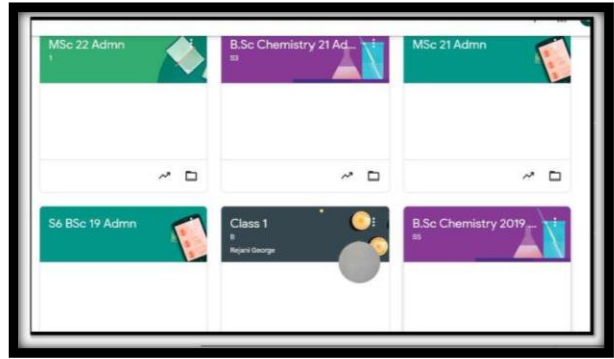 MSc 22 Admn
1
B.Sc Chemistry 21 Ad...
S3
MSc 21 Admn
S6 BSc 19 Admn
Class 1
B
Rejani George
B.Sc Chemistry 2019 ...
S5